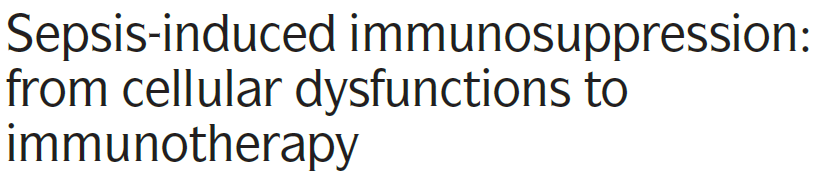 Sepsis-induced immunosuppression:
from cellular dysfunctions to
immunotherapy